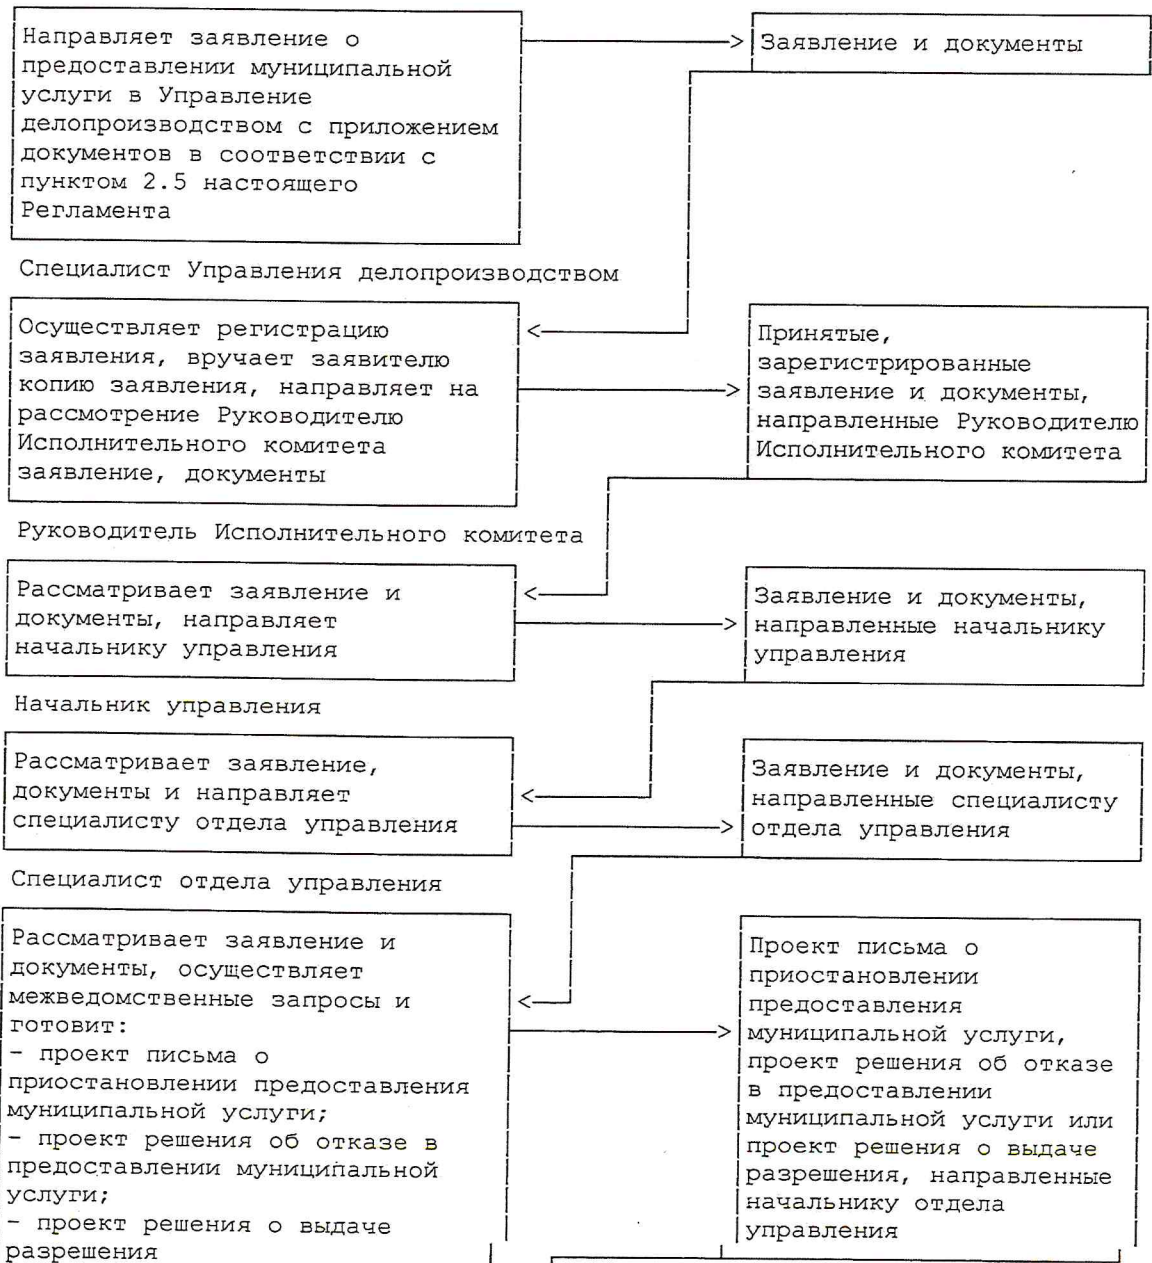 Направляет заявление о
предоставлении муниципальной
услуги в Управление
делопроизводством с приложением
документов в соответствии с
пунктом 2.5 настоящего
Регламента
Заявление и документы
Специалист Управления делопроизводством
Осуществляет регистрацию
заявления, вручает заявителю
копию заявления, направляет на
рассмотрение Руководителю
Исполнительного комитета
заявление, документы
Принятые,
зарегистрированные
заявление и документы,
направленные Руководителю
Исполнительного комитета
Руководитель Исполнительного комитета
Рассматривает заявление и
документы, направляет
начальнику управления
Заявление и документы,
направленные начальнику
управления
Начальник управления
Рассматривает заявление,
документы и направляет
специалисту отдела управления
Заявление и документы,
направленные специалисту
отдела управления
Специалист отдела управления
Рассматривает заявление и
документы, осуществляет
межведомственные запросы и
готовит:
- проект письма о
приостановлении предоставления
муниципальной услуги;
- проект решения об отказе в
предоставлении муниципальной
услуги;
- проект решения о выдаче
разрешения
Проект письма о
приостановлении
предоставления
муниципальной услуги,
проект решения об отказе
в предоставлении
муниципальной услуги или
проект решения о выдаче
разрешения, направленные
начальнику отдела
управления